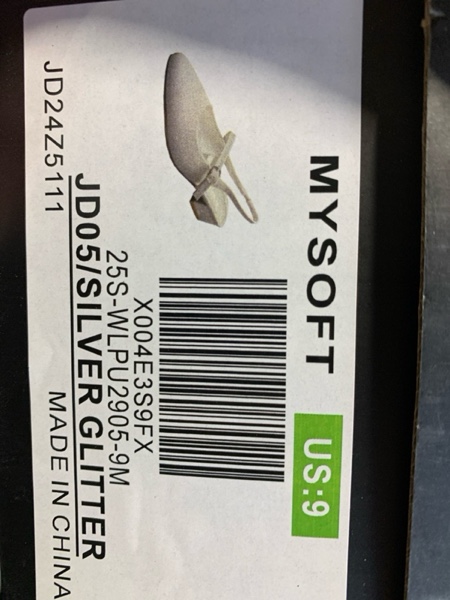 MYSOFT
US:9
X004E3S9FX
25S-WLPU2905-9M
JD05/SILVER GLITTER
JD24Z5111
MADE IN CHINA